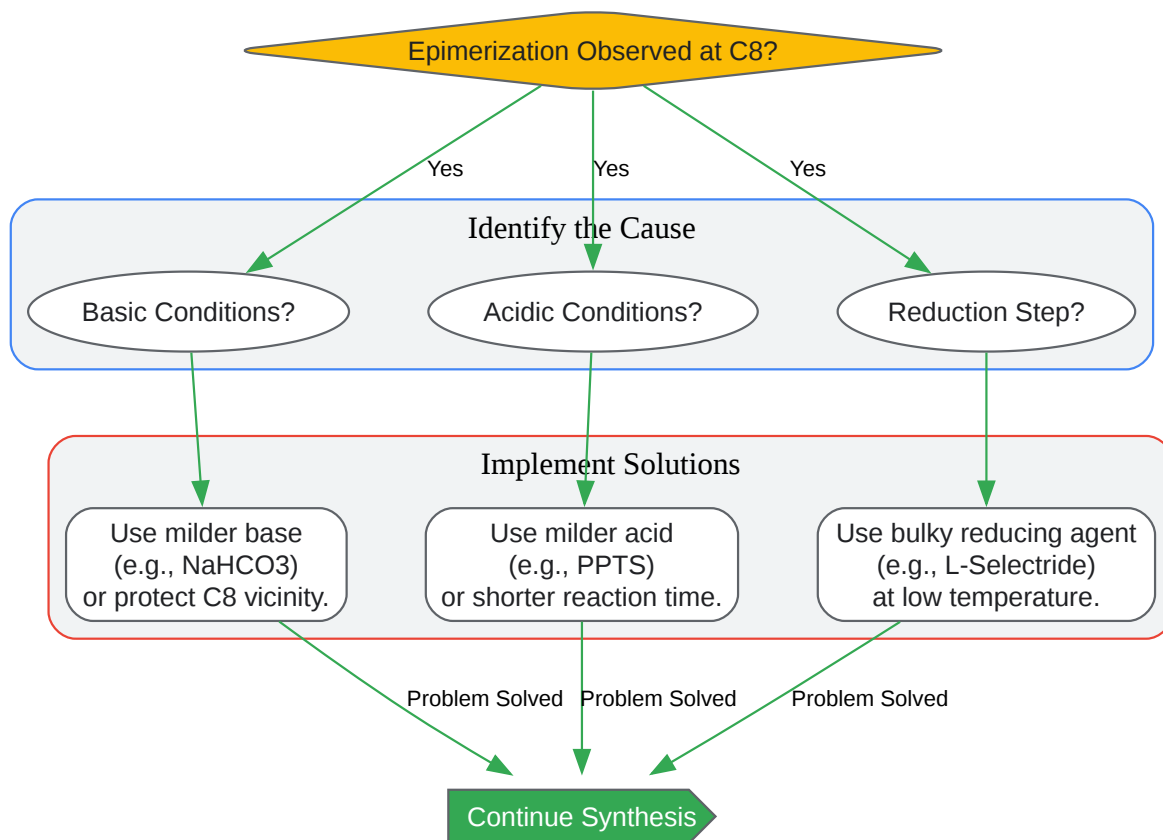 Epimerization Observed at C8?
Yes
Yes
Yes
Identify the Cause
Basic Conditions?
Acidic Conditions?
Reduction Step?
Implement Solutions
Use milder base
(e.g., NaHCO3)
or protect C8 vicinity.
Use milder acid
(e.g., PPTS)
or shorter reaction time.
Use bulky reducing agent
(e.g., L-Selectride)
at low temperature.
Problem Solved
Problem Solved
Problem Solved
Continue Synthesis